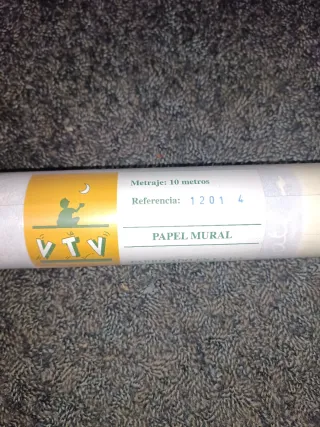 Metraje: 10 metros
Referencia: 1201 4
PAPEL MURAL
VTV